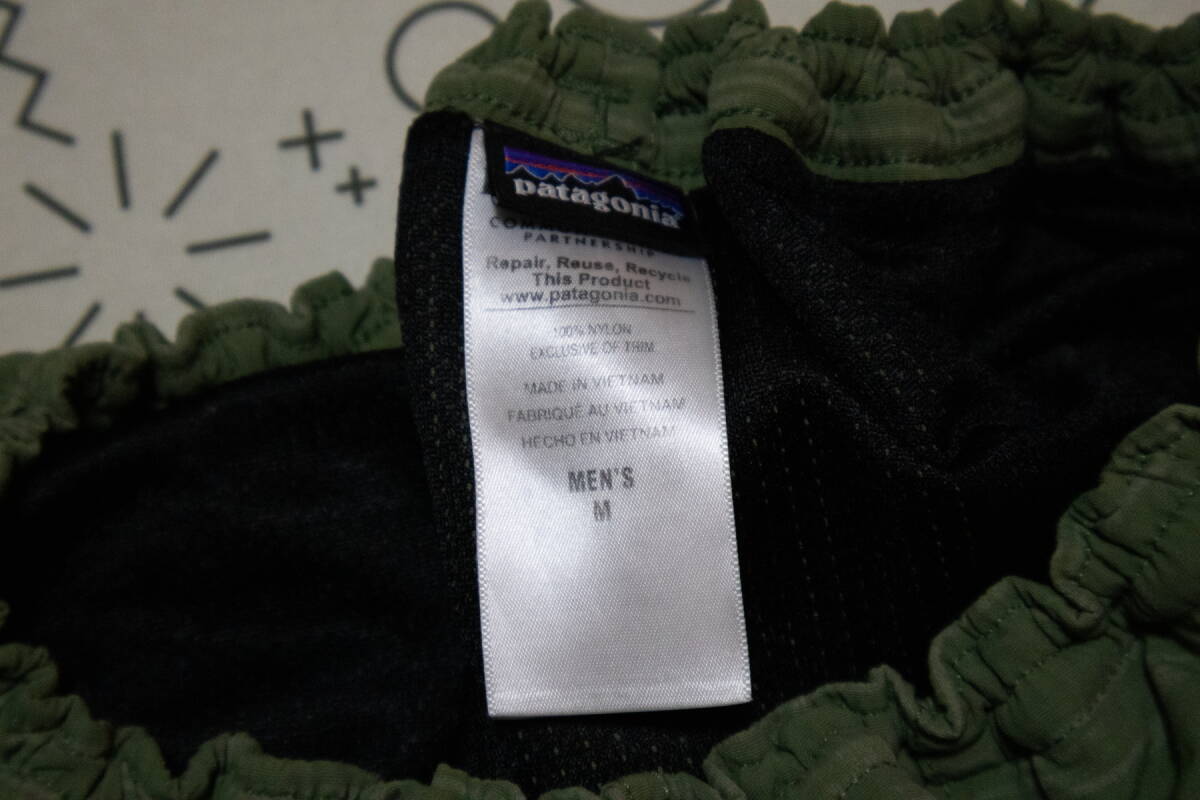 patagonia
PARTNERSHIP
Repair, Reuse, Recycle
This Product
www.patagonia.com
100% NYLON
EXCLUSIVE OF TRIM
MADE IN VIETNAM
FABRIQUÉ AU VIETNAM
HECHO EN VIETNAM
MEN'S
M